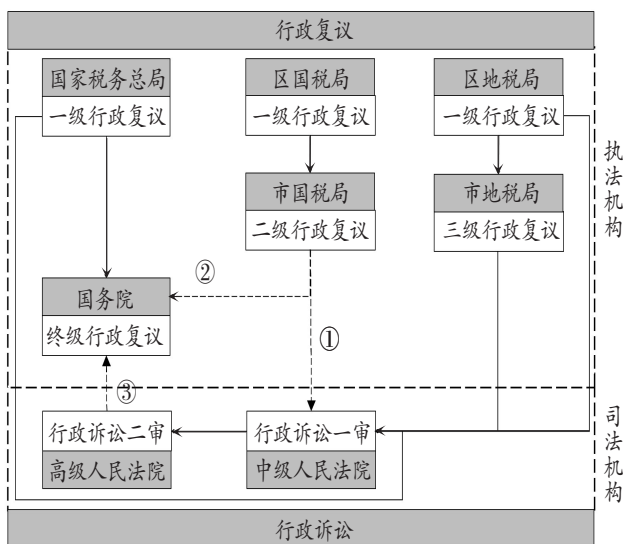 行政复议
国家税务总局
一级行政复议
区国税局
一级行政复议
区地税局
一级行政复议
市国税局
二级行政复议
市地税局
三级行政复议
执法机构
②
国务院
终级行政复议
①
③
行政诉讼二审
高级人民法院
行政诉讼一审
中级人民法院
司法机构
行政诉讼